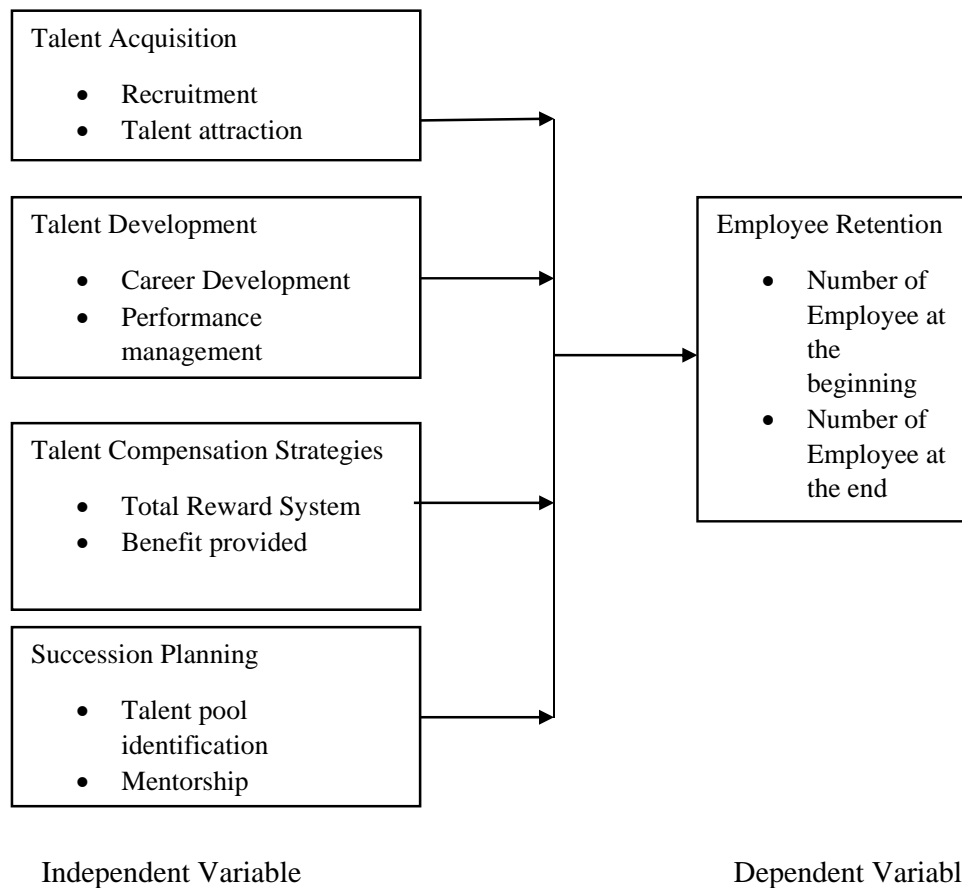 Talent Acquisition
• Recruitment
• Talent attraction
Talent Development
• Career Development
• Performance
management
Talent Compensation Strategies
• Total Reward System
• Benefit provided
Succession Planning
• Talent pool
identification
• Mentorship
Employee Retention
• Number of
Employee at
the
beginning
• Number of
Employee at
the end
Independent Variable
Dependent Variabl